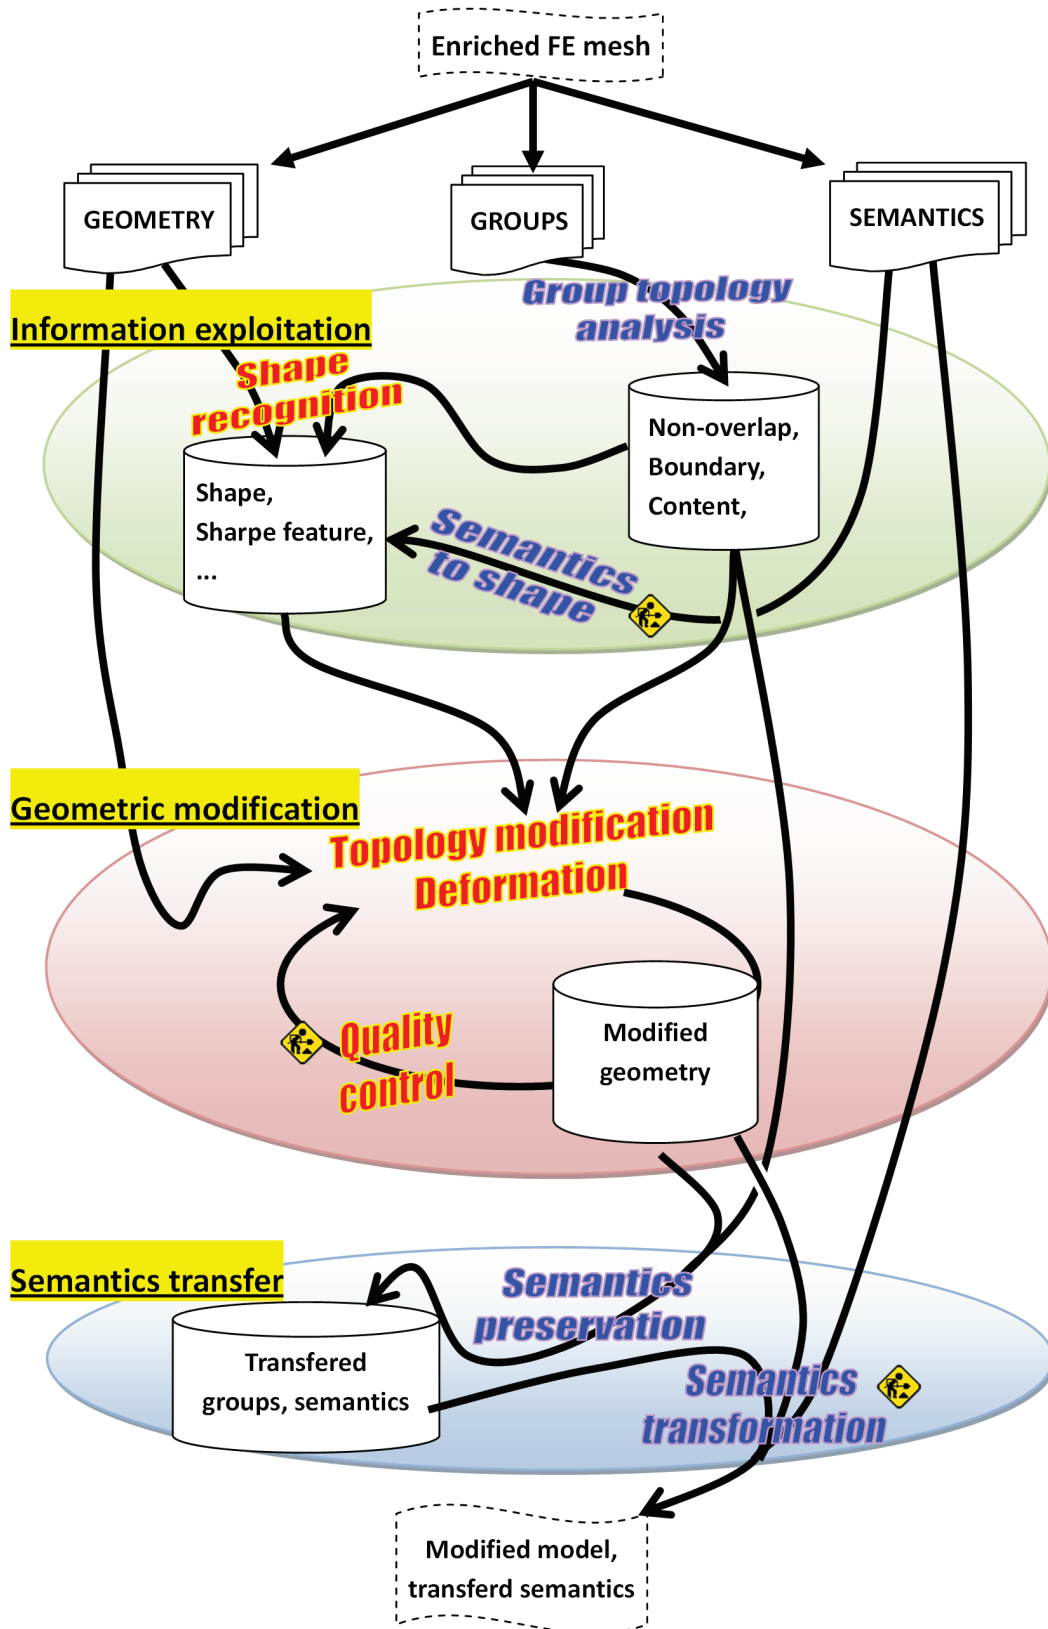 Enriched FE mesh
GEOMETRY
GROUPS
SEMANTICS
Group topology
analysis
Information exploitation
Shape
recognition
Non-overlap,
Boundary,
Content,
Shape,
Sharpe feature,
...
Semantics
to shape
Geometric modification
Topology modification
Deformation
Quality
control
Modified
geometry
Semantics transfer
Semantics
preservation
Transfered
groups, semantics
Semantics
transformation
Modified model,
transferd semantics